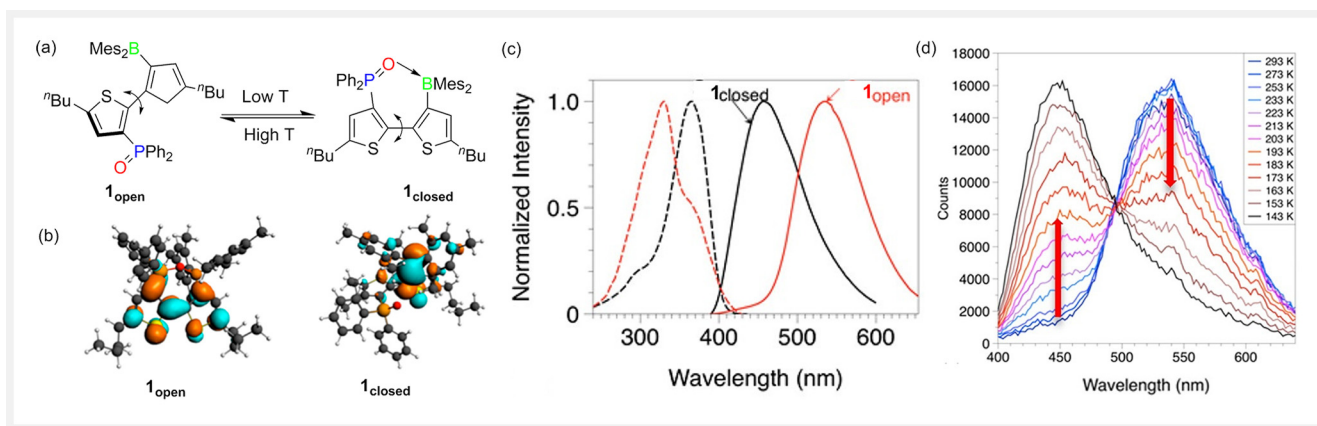 (a)
Mes₂B
S
ⁿBu
ⁿBu
PPh₂
O
1open
Low T
High T
Ph₂P
O
BMes₂
S
S
ⁿBu
ⁿBu
1closed
(b)
1open
1closed
(c)
Normalized Intensity
1.0
0.5
0
1closed
1open
300
400
500
600
Wavelength (nm)
(d)
Counts
18000
16000
14000
12000
10000
8000
6000
4000
2000
0
400
450
500
550
600
Wavelength (nm)
293 K
273 K
253 K
233 K
223 K
213 K
203 K
193 K
183 K
173 K
163 K
153 K
143 K